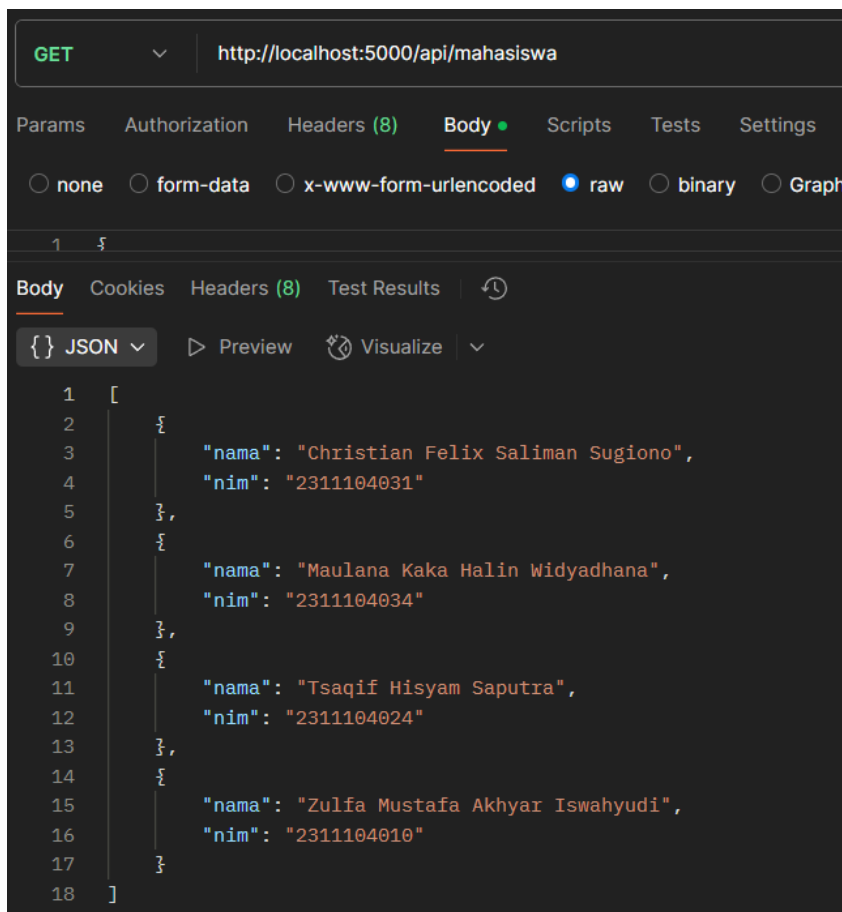 GET http://localhost:5000/api/mahasiswa
Params Authorization Headers (8) Body Scripts Tests Settings
none form-data x-www-form-urlencoded raw binary Graph
1 {
Body Cookies Headers (8) Test Results
{} JSON Preview Visualize
1 [
2 {
3 "nama": "Christian Felix Saliman Sugiono",
4 "nim": "2311104031"
5 },
6 {
7 "nama": "Maulana Kaka Halin Widyadhana",
8 "nim": "2311104034"
9 },
10 {
11 "nama": "Tsaqif Hisyam Saputra",
12 "nim": "2311104024"
13 },
14 {
15 "nama": "Zulfa Mustafa Akhyar Iswahyudi",
16 "nim": "2311104010"
17 }
18 ]